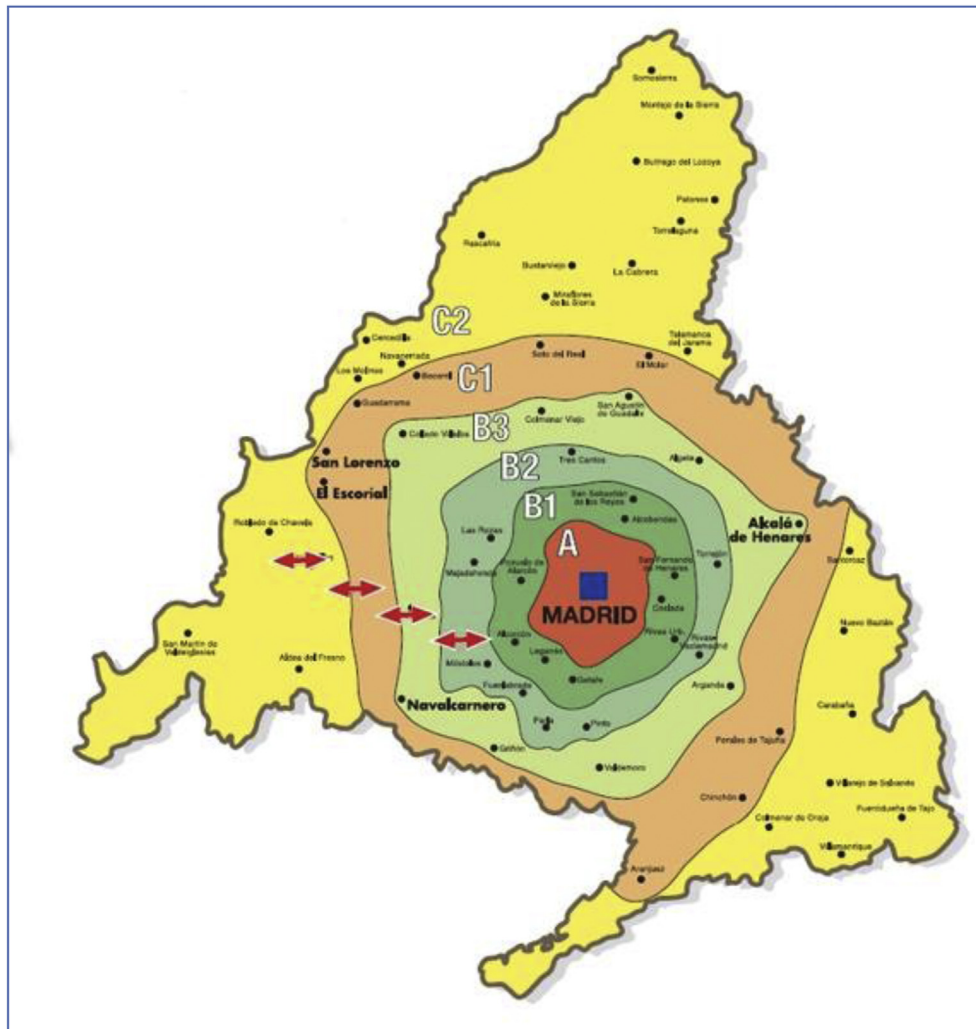 Somosierra
Montejo de la Sierra
Buitrago del Lozoya
Patones
Torrelaguna
Rascafría
Bustarviejo
La Cabrera
Miraflores
de la Sierra
C2
Cercedilla
Talamanca
del Jarama
Soto del Real
Navacerrada
El Molar
Los Molinos
Becerril
C1
Guadarrama
San Agustín
de Guadalix
Colmenar Viejo
B3
Collado Villalba
Tres Cantos
Algete
San Lorenzo
B2
El Escorial
San Sebastián
de los Reyes
B1
Alcobendas
Alcalá
de Henares
Robledo de Chavela
Las Rozas
A
Torrejón
Santorcaz
Majadahonda
Pozuelo de
Alarcón
San Fernando
de Henares
MADRID
Coslada
Nuevo Baztán
San Martín de
Valdeiglesias
Alcorcón
Rivas Urb.
Rivas-
Vaciamadrid
Leganés
Aldea del Fresno
Móstoles
Getafe
Fuenlabrada
Arganda
Navalcarnero
Carabaña
Parla
Pinto
Perales de Tajuña
Griñón
Valdemoro
Villarejo de Salvanés
Chinchón
Fuentidueña de Tajo
Colmenar de Oreja
Villamanrique
Aranjuez